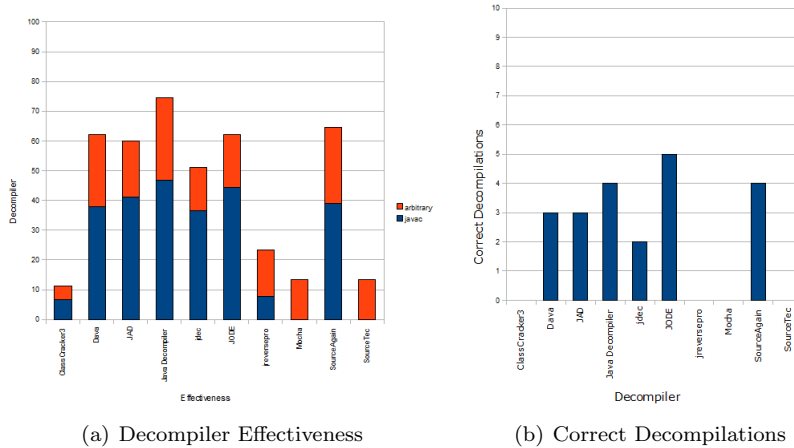 100
90
80
70
60
50
40
30
20
10
0
Decompiler
ClassCracker3
Dava
JAD
Java Decompiler
jdec
JODE
jreversepro
Mocha
SourceAgain
SourceTec
Effectiveness
arbitrary
javac
(a) Decompiler Effectiveness
10
9
8
7
6
5
4
3
2
1
0
Correct Decompilations
ClassCracker3
Dava
JAD
Java Decompiler
jdec
JODE
jreversepro
Mocha
SourceAgain
SourceTec
Decompiler
(b) Correct Decompilations